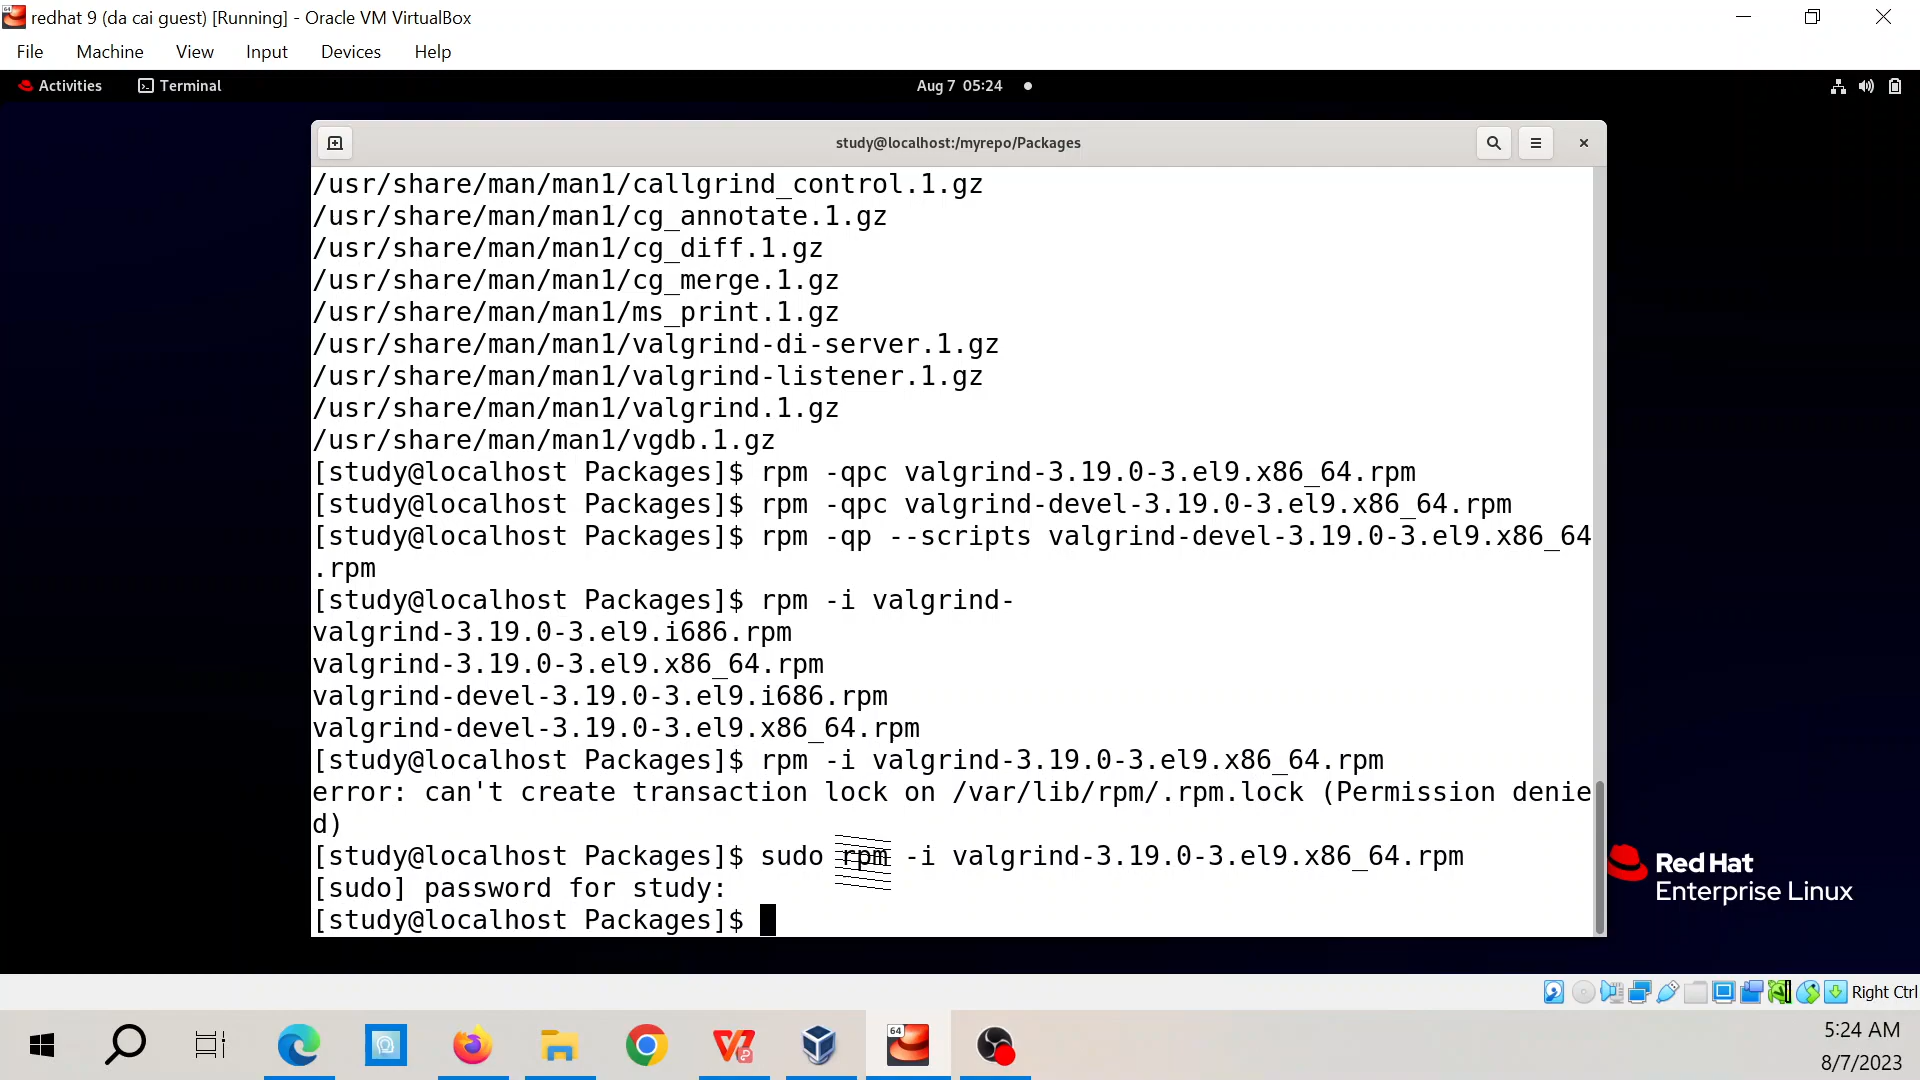 redhat 9 (da cai guest) [Running] - Oracle VM VirtualBox
File Machine View Input Devices Help
Activities Terminal Aug 7 05:24
study@localhost:/myrepo/Packages
/usr/share/man/man1/callgrind_control.1.gz
/usr/share/man/man1/cg_annotate.1.gz
/usr/share/man/man1/cg_diff.1.gz
/usr/share/man/man1/cg_merge.1.gz
/usr/share/man/man1/ms_print.1.gz
/usr/share/man/man1/valgrind-di-server.1.gz
/usr/share/man/man1/valgrind-listener.1.gz
/usr/share/man/man1/valgrind.1.gz
/usr/share/man/man1/vgdb.1.gz
[study@localhost Packages]$ rpm -qpc valgrind-3.19.0-3.el9.x86_64.rpm
[study@localhost Packages]$ rpm -qpc valgrind-devel-3.19.0-3.el9.x86_64.rpm
[study@localhost Packages]$ rpm -qp --scripts valgrind-devel-3.19.0-3.el9.x86_64
.rpm
[study@localhost Packages]$ rpm -i valgrind-
valgrind-3.19.0-3.el9.i686.rpm
valgrind-3.19.0-3.el9.x86_64.rpm
valgrind-devel-3.19.0-3.el9.i686.rpm
valgrind-devel-3.19.0-3.el9.x86_64.rpm
[study@localhost Packages]$ rpm -i valgrind-3.19.0-3.el9.x86_64.rpm
error: can't create transaction lock on /var/lib/rpm/.rpm.lock (Permission denie
d)
[study@localhost Packages]$ sudo rpm -i valgrind-3.19.0-3.el9.x86_64.rpm
[sudo] password for study:
[study@localhost Packages]$
Red Hat
Enterprise Linux
Right Ctrl
64
5:24 AM
8/7/2023